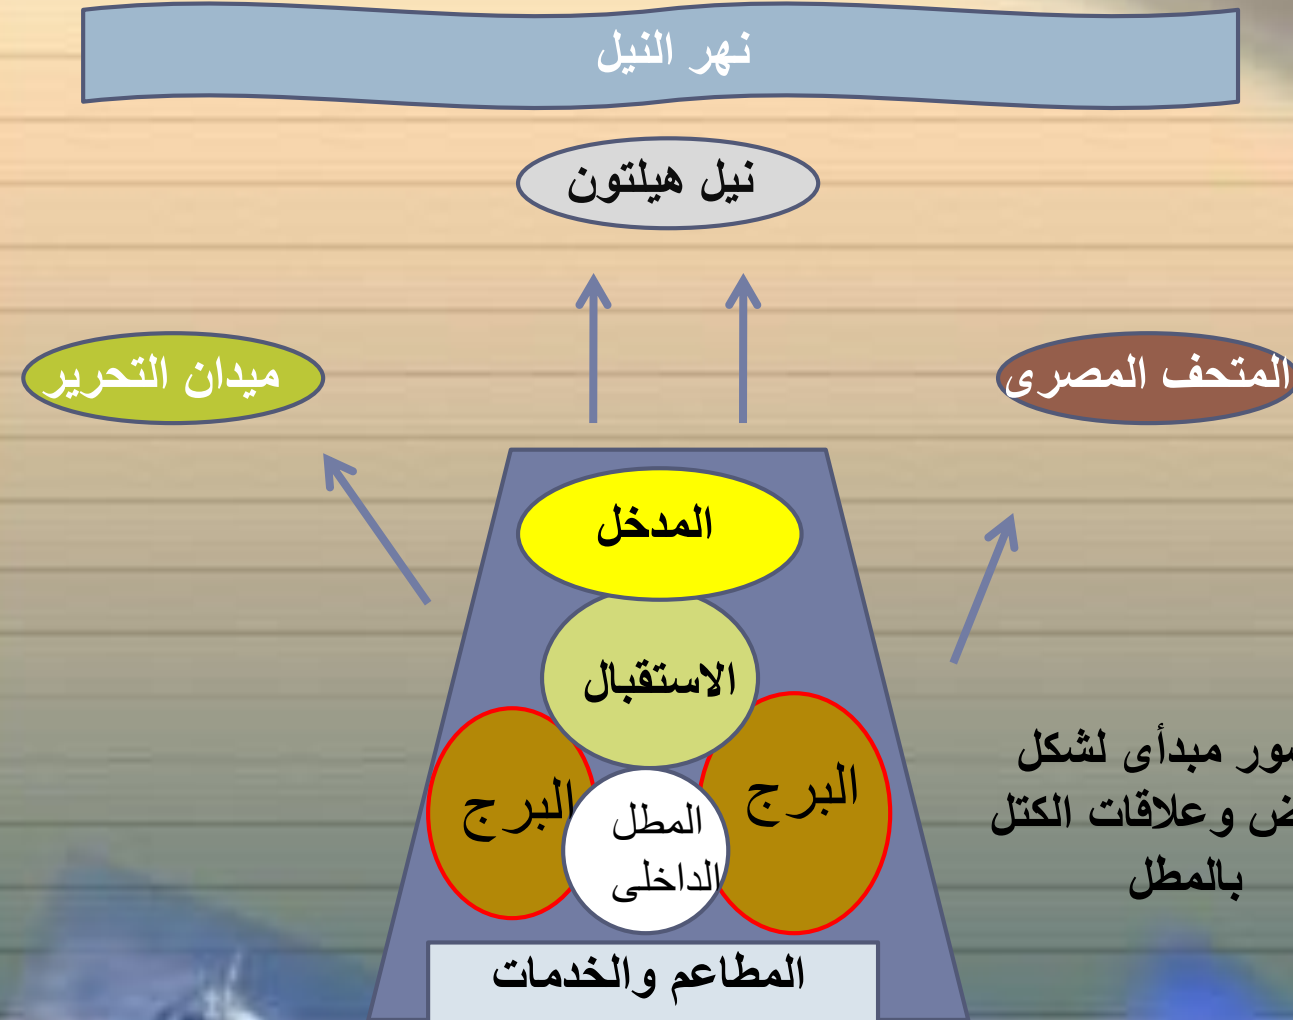 نهر النيل
نيل هيلتون
المتحف المصرى
ميدان التحرير
المدخل
الاستقبال
البرج
البرج
المطل
الداخلى
مبدأى لشكل
وعلاقات الكتل
بالمطل
المطاعم والخدمات